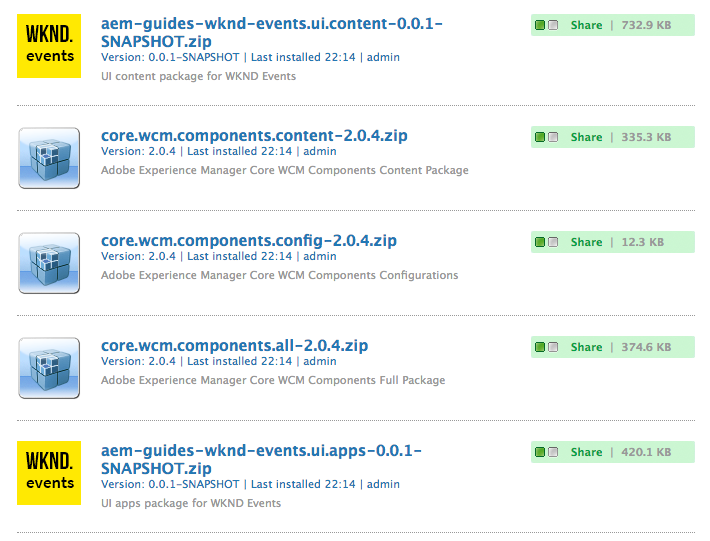 WKND.
events
aem-guides-wknd-events.ui.content-0.0.1-
SNAPSHOT.zip
Version: 0.0.1-SNAPSHOT | Last installed 22:14 | admin
UI content package for WKND Events
Share | 732.9 KB
core.wcm.components.content-2.0.4.zip
Version: 2.0.4 | Last installed 22:14 | admin
Adobe Experience Manager Core WCM Components Content Package
Share | 335.3 KB
core.wcm.components.config-2.0.4.zip
Version: 2.0.4 | Last installed 22:14 | admin
Adobe Experience Manager Core WCM Components Configurations
Share | 12.3 KB
core.wcm.components.all-2.0.4.zip
Version: 2.0.4 | Last installed 22:14 | admin
Adobe Experience Manager Core WCM Components Full Package
Share | 374.6 KB
WKND.
events
aem-guides-wknd-events.ui.apps-0.0.1-
SNAPSHOT.zip
Version: 0.0.1-SNAPSHOT | Last installed 22:14 | admin
UI apps package for WKND Events
Share | 420.1 KB